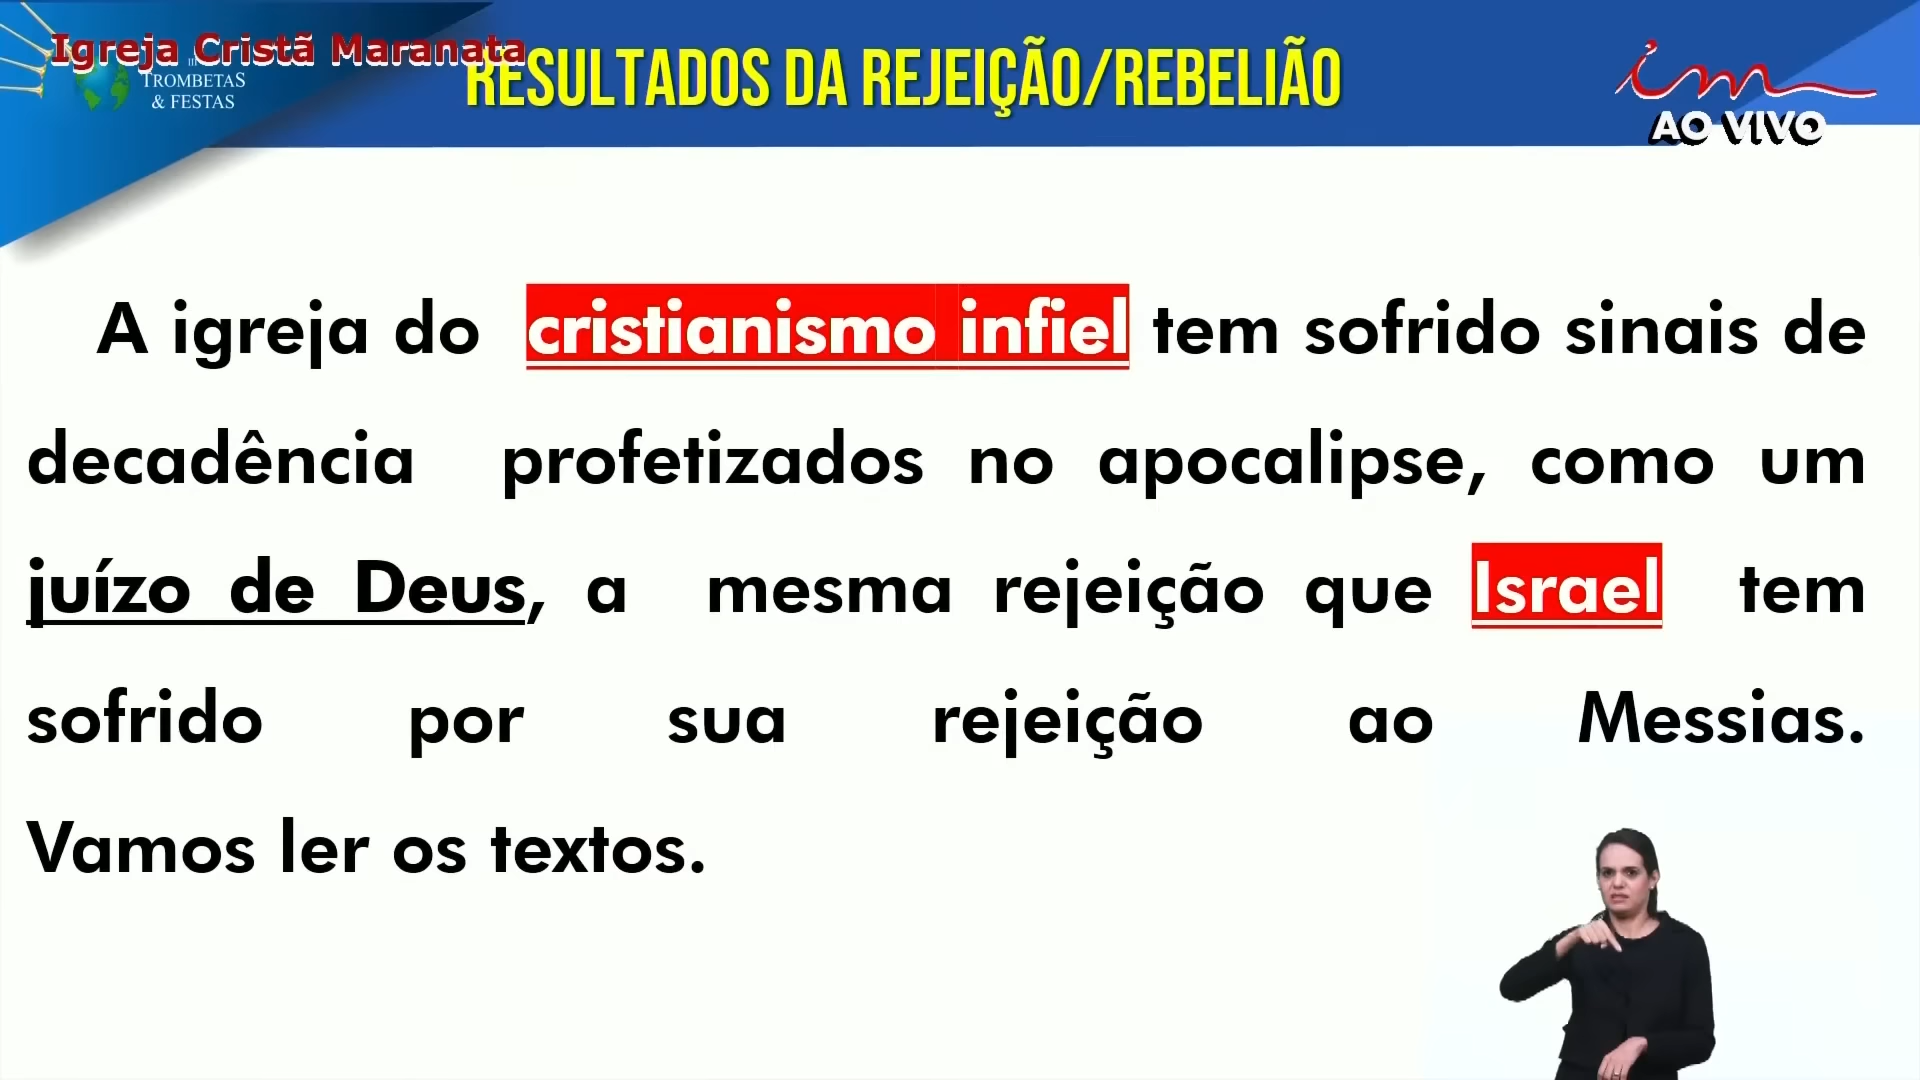 Igreja Cristã Maranata
TROMBETAS
& FESTAS
RESULTADOS DA REJEIÇÃO/REBELIÃO
im
AO VIVO
A igreja do cristianismo infiel tem sofrido sinais de
decadência profetizados no apocalipse, como um
juízo de Deus, a mesma rejeição que Israel tem
sofrido por sua rejeição ao Messias.
Vamos ler os textos.